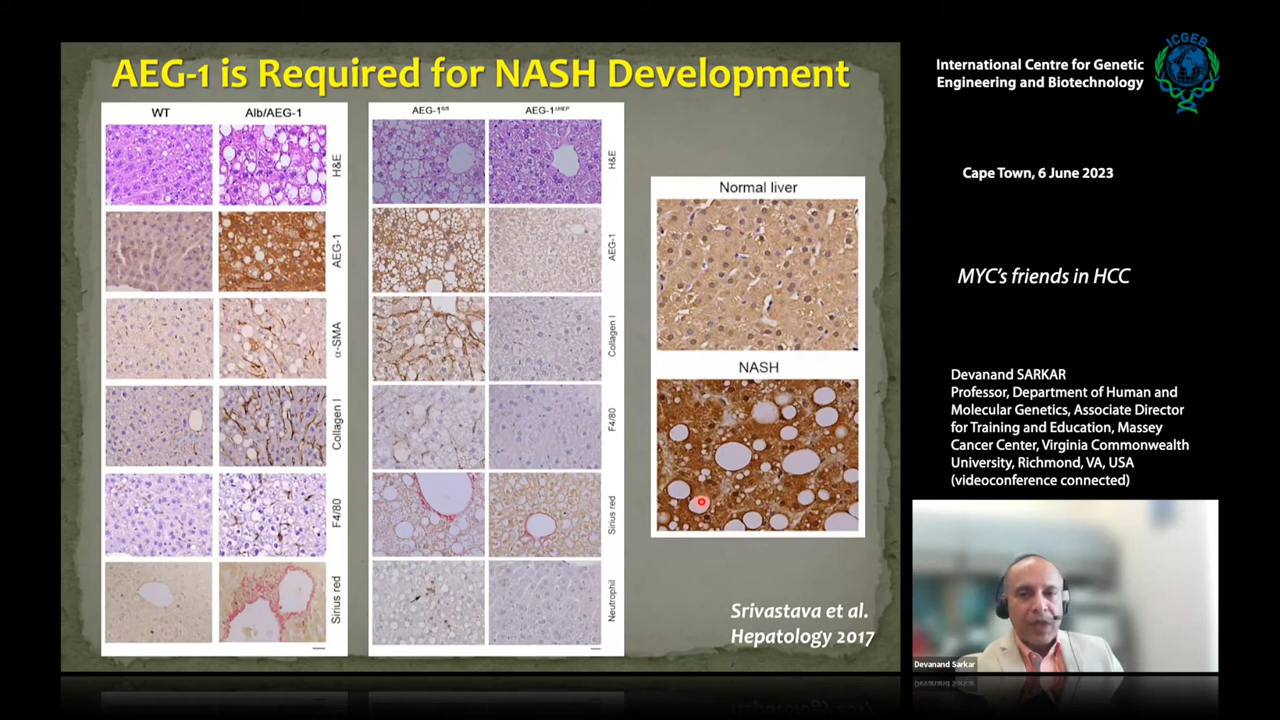 AEG-1 is Required for NASH Development
WT
Alb/AEG-1
H&E
AEG-1
α-SMA
Collagen I
F4/80
Sirius red
AEG-1fl/fl
AEG-1ΔHEP
H&E
AEG-1
Collagen I
F4/80
Sirius red
Neutrophil
Normal liver
NASH
Srivastava et al.
Hepatology 2017
International Centre for Genetic
Engineering and Biotechnology
ICGEB
Cape Town, 6 June 2023
MYC's friends in HCC
Devanand SARKAR
Professor, Department of Human and
Molecular Genetics, Associate Director
for Training and Education, Massey
Cancer Center, Virginia Commonwealth
University, Richmond, VA, USA
(videoconference connected)
Devanand Sarkar